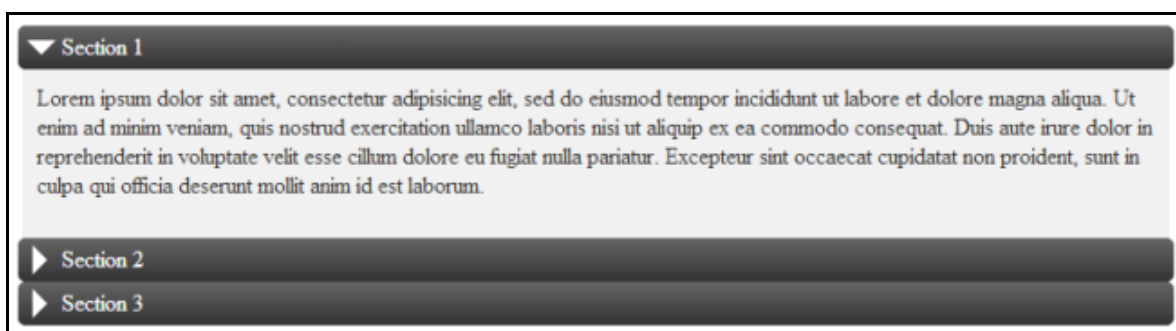 Section 1
Lorem ipsum dolor sit amet, consectetur adipisicing elit, sed do eiusmod tempor incididunt ut labore et dolore magna aliqua. Ut
enim ad minim veniam, quis nostrud exercitation ullamco laboris nisi ut aliquip ex ea commodo consequat. Duis aute irure dolor in
reprehenderit in voluptate velit esse cillum dolore eu fugiat nulla pariatur. Excepteur sint occaecat cupidatat non proident, sunt in
culpa qui officia deserunt mollit anim id est laborum.
Section 2
Section 3